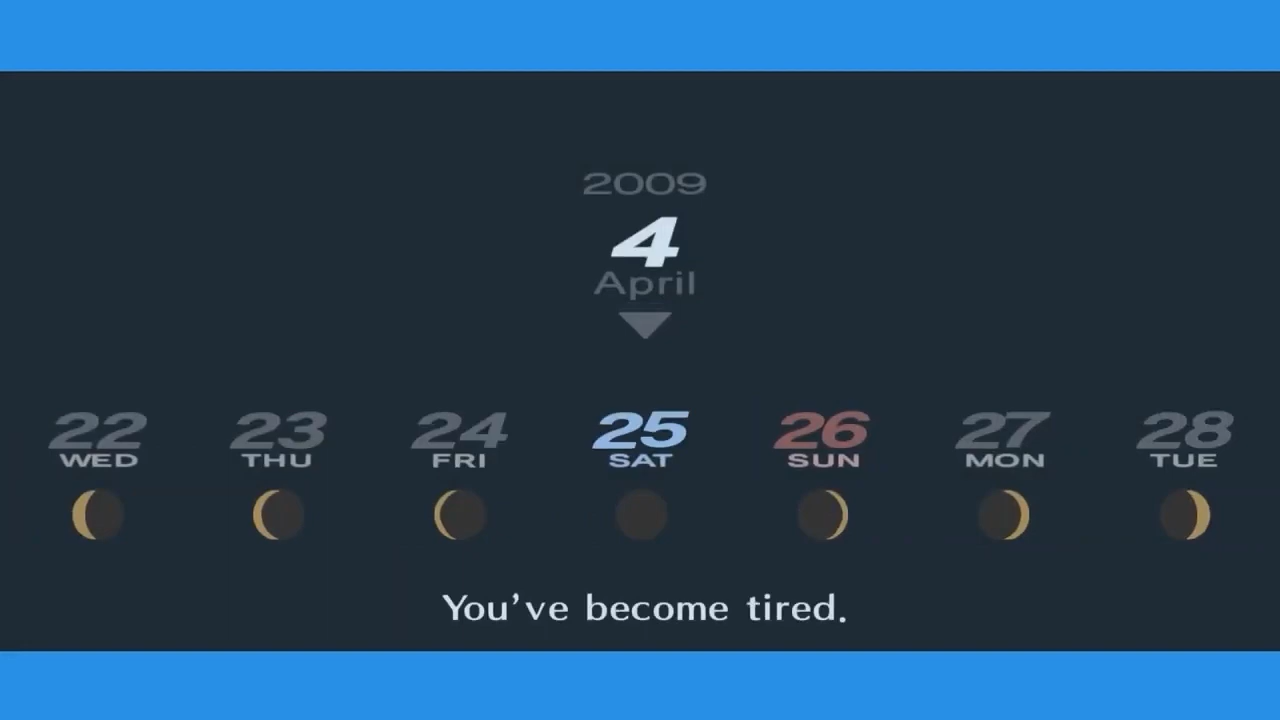 2009
4
April
22 23 24 25 26 27 28
WED THU FRI SAT SUN MON TUE
You've become tired.